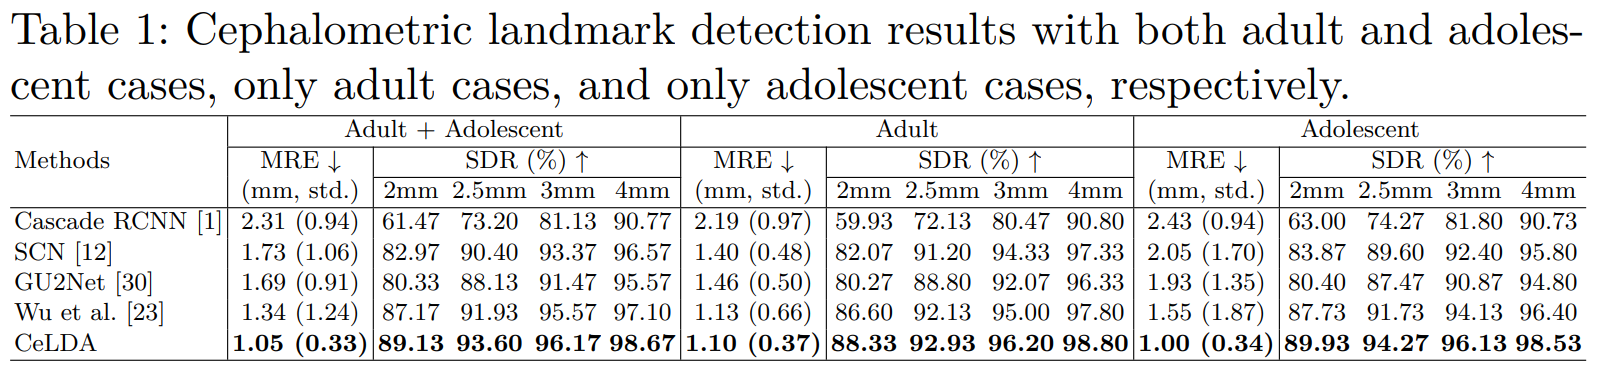 Table 1: Cephalometric landmark detection results with both adult and adoles-
cent cases, only adult cases, and only adolescent cases, respectively.
Adult + Adolescent Adult Adolescent
Methods MRE ↓ SDR (%) ↑ MRE ↓ SDR (%) ↑ MRE ↓ SDR (%) ↑
(mm, std.) 2mm 2.5mm 3mm 4mm (mm, std.) 2mm 2.5mm 3mm 4mm (mm, std.) 2mm 2.5mm 3mm 4mm
Cascade RCNN [1] 2.31 (0.94) 61.47 73.20 81.13 90.77 2.19 (0.97) 59.93 72.13 80.47 90.80 2.43 (0.94) 63.00 74.27 81.80 90.73
SCN [12] 1.73 (1.06) 82.97 90.40 93.37 96.57 1.40 (0.48) 82.07 91.20 94.33 97.33 2.05 (1.70) 83.87 89.60 92.40 95.80
GU2Net [30] 1.69 (0.91) 80.33 88.13 91.47 95.57 1.46 (0.50) 80.27 88.80 92.07 96.33 1.93 (1.35) 80.40 87.47 90.87 94.80
Wu et al. [23] 1.34 (1.24) 87.17 91.93 95.57 97.10 1.13 (0.66) 86.60 92.13 95.00 97.80 1.55 (1.87) 87.73 91.73 94.13 96.40
CeLDA 1.05 (0.33) 89.13 93.60 96.17 98.67 1.10 (0.37) 88.33 92.93 96.20 98.80 1.00 (0.34) 89.93 94.27 96.13 98.53